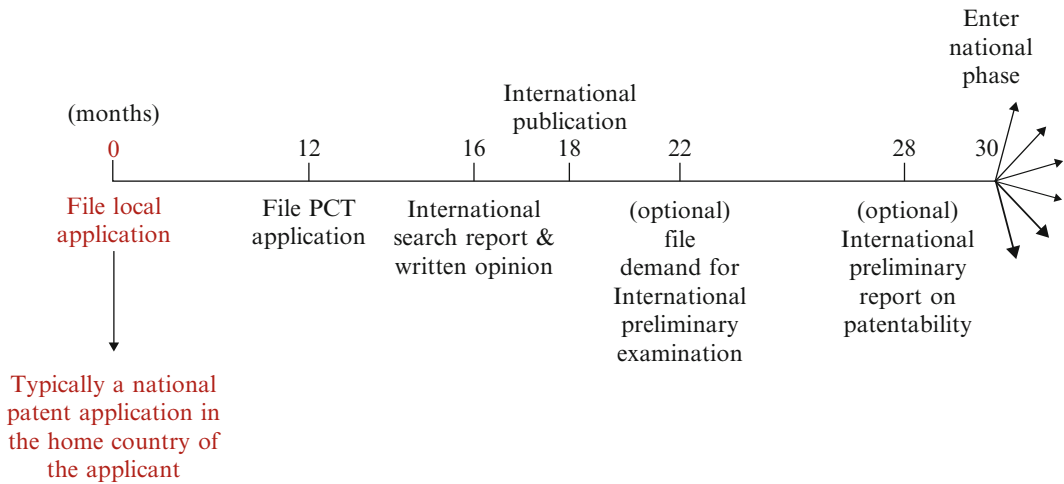 Enter
national
phase
(months)
International
publication
0
12
16
18
22
28
30
File local
application
File PCT
application
International
search report &
written opinion
(optional)
file
demand for
International
preliminary
examination
(optional)
International
preliminary
report on
patentability
Typically a national
patent application in
the home country of
the applicant